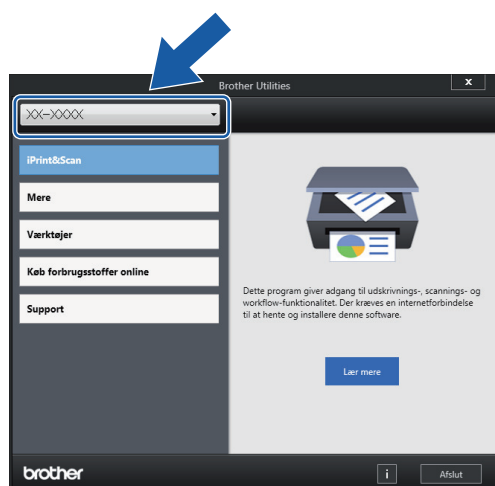 Brother Utilities
x
XX-XXXX
iPrint&Scan
Mere
Værktøjer
Køb forbrugsstoffer online
Support
Dette program giver adgang til udskrivnings-, scannings- og
workflow-funktionalitet. Der kræves en internetforbindelse
til at hente og installere denne software.
Lær mere
brother
i
Afslut